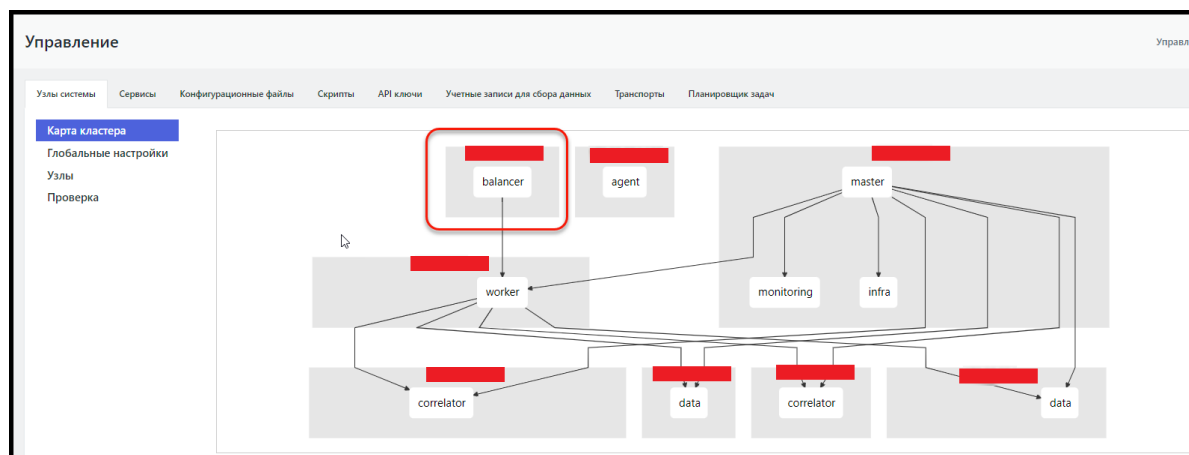 Управление
Управл
Узлы системы Сервисы Конфигурационные файлы Скрипты API ключи Учетные записи для сбора данных Транспорты Планировщик задач
Карта кластера
Глобальные настройки
Узлы
Проверка
balancer agent master
worker monitoring infra
correlator data correlator data